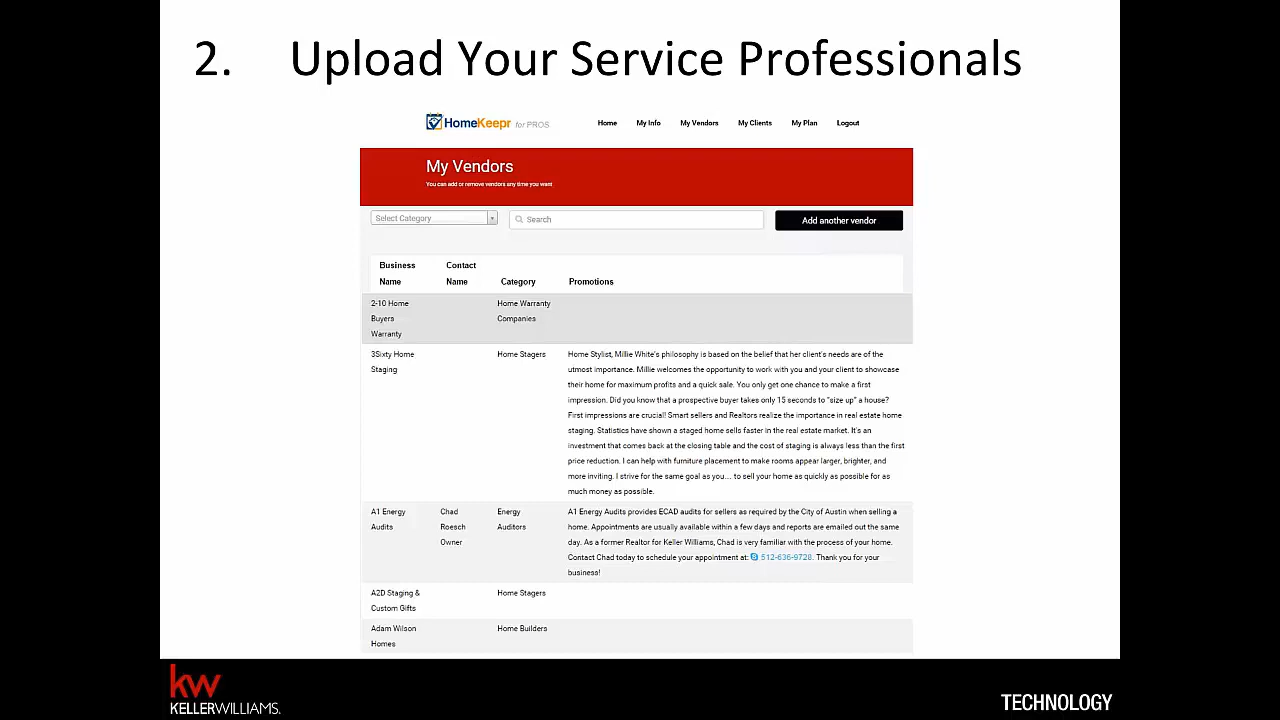 2. Upload Your Service Professionals
HomeKeepr for PROS
Home My Info My Vendors My Clients My Plan Logout
My Vendors
You can add or remove vendors any time you want
Select Category
Search
Add another vendor
Business Name
Contact Name
Category
Promotions
2-10 Home
Buyers
Warranty
Home Warranty
Companies
3Sixty Home
Staging
Home Stagers
Home Stylist, Millie White's philosophy is based on the belief that her client's needs are of the
utmost importance. Millie welcomes the opportunity to work with you and your client to showcase
their home for maximum profits and a quick sale. You only get one chance to make a first
impression. Did you know that a prospective buyer takes only 15 seconds to "size up" a house?
First impressions are crucial! Smart sellers and Realtors realize the importance in real estate home
staging. Statistics have shown a staged home sells faster in the real estate market. It's an
investment that comes back at the closing table and the cost of staging is always less than the first
price reduction. I can help with furniture placement to make rooms appear larger, brighter, and
more inviting. I strive for the same goal as you... to sell your home as quickly as possible for as
much money as possible.
A1 Energy
Audits
Chad
Roesch
Owner
Energy
Auditors
A1 Energy Audits provides ECAD audits for sellers as required by the City of Austin when selling a
home. Appointments are usually available within a few days and reports are emailed out the same
day. As a former Realtor for Keller Williams, Chad is very familiar with the process of your home.
Contact Chad today to schedule your appointment at: 512-636-9728. Thank you for your
business!
A2D Staging &
Custom Gifts
Home Stagers
Adam Wilson
Homes
Home Builders
kw
KELLERWILLIAMS.
TECHNOLOGY